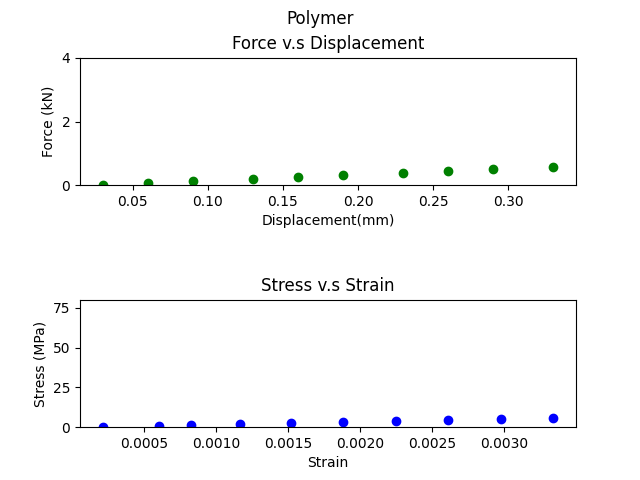 Polymer
Force v.s Displacement
4
2
0
Force (kN)
0.05 0.10 0.15 0.20 0.25 0.30
Displacement(mm)
Stress v.s Strain
75
50
25
0
Stress (MPa)
0.0005 0.0010 0.0015 0.0020 0.0025 0.0030
Strain